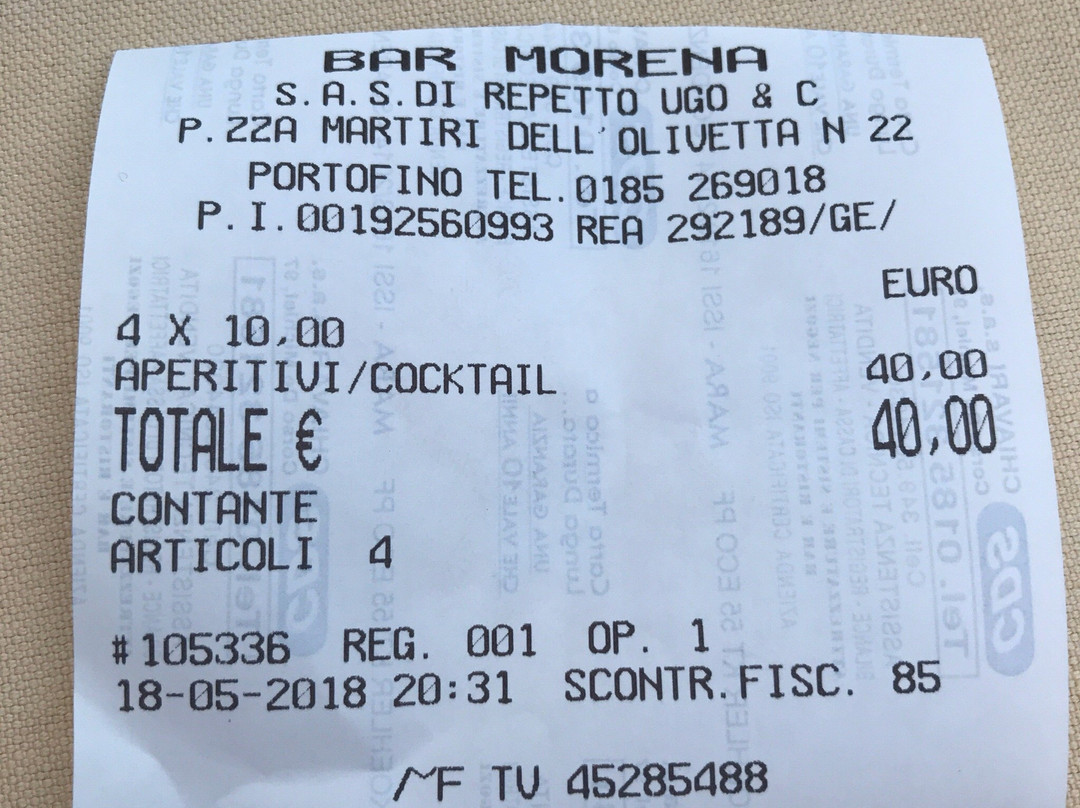 BAR MORENA
S.A.S.DI REPETTO UGO & C
P.ZZA MARTIRI DELL'OLIVETTA N 22
PORTOFINO TEL.0185 269018
P.I.00192560993 REA 292189/GE/
EURO
4 X 10,00
APERITIVI/COCKTAIL 40,00
TOTALE € 40,00
CONTANTE
ARTICOLI 4
#105336 REG. 001 OP. 1
18-05-2018 20:31 SCONTR.FISC. 85
MF TV 45285488